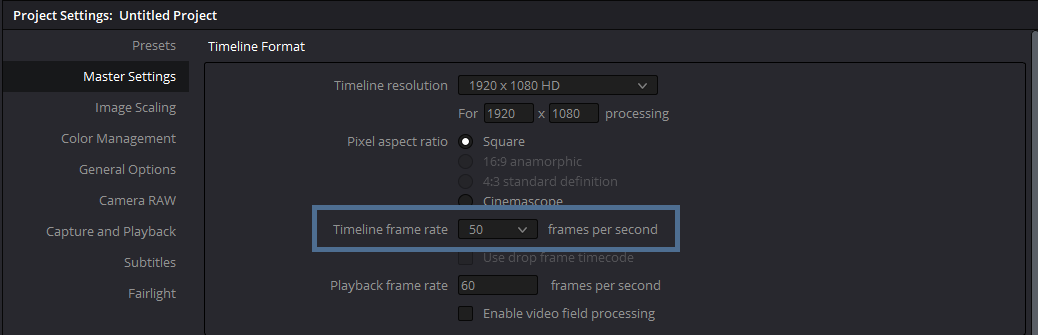 Project Settings: Untitled Project
Presets
Master Settings
Image Scaling
Color Management
General Options
Camera RAW
Capture and Playback
Subtitles
Fairlight
Timeline Format
Timeline resolution 1920 x 1080 HD
For 1920 x 1080 processing
Pixel aspect ratio Square
16:9 anamorphic
4:3 standard definition
Cinemascope
Timeline frame rate 50 frames per second
Use drop frame timecode
Playback frame rate 60 frames per second
Enable video field processing